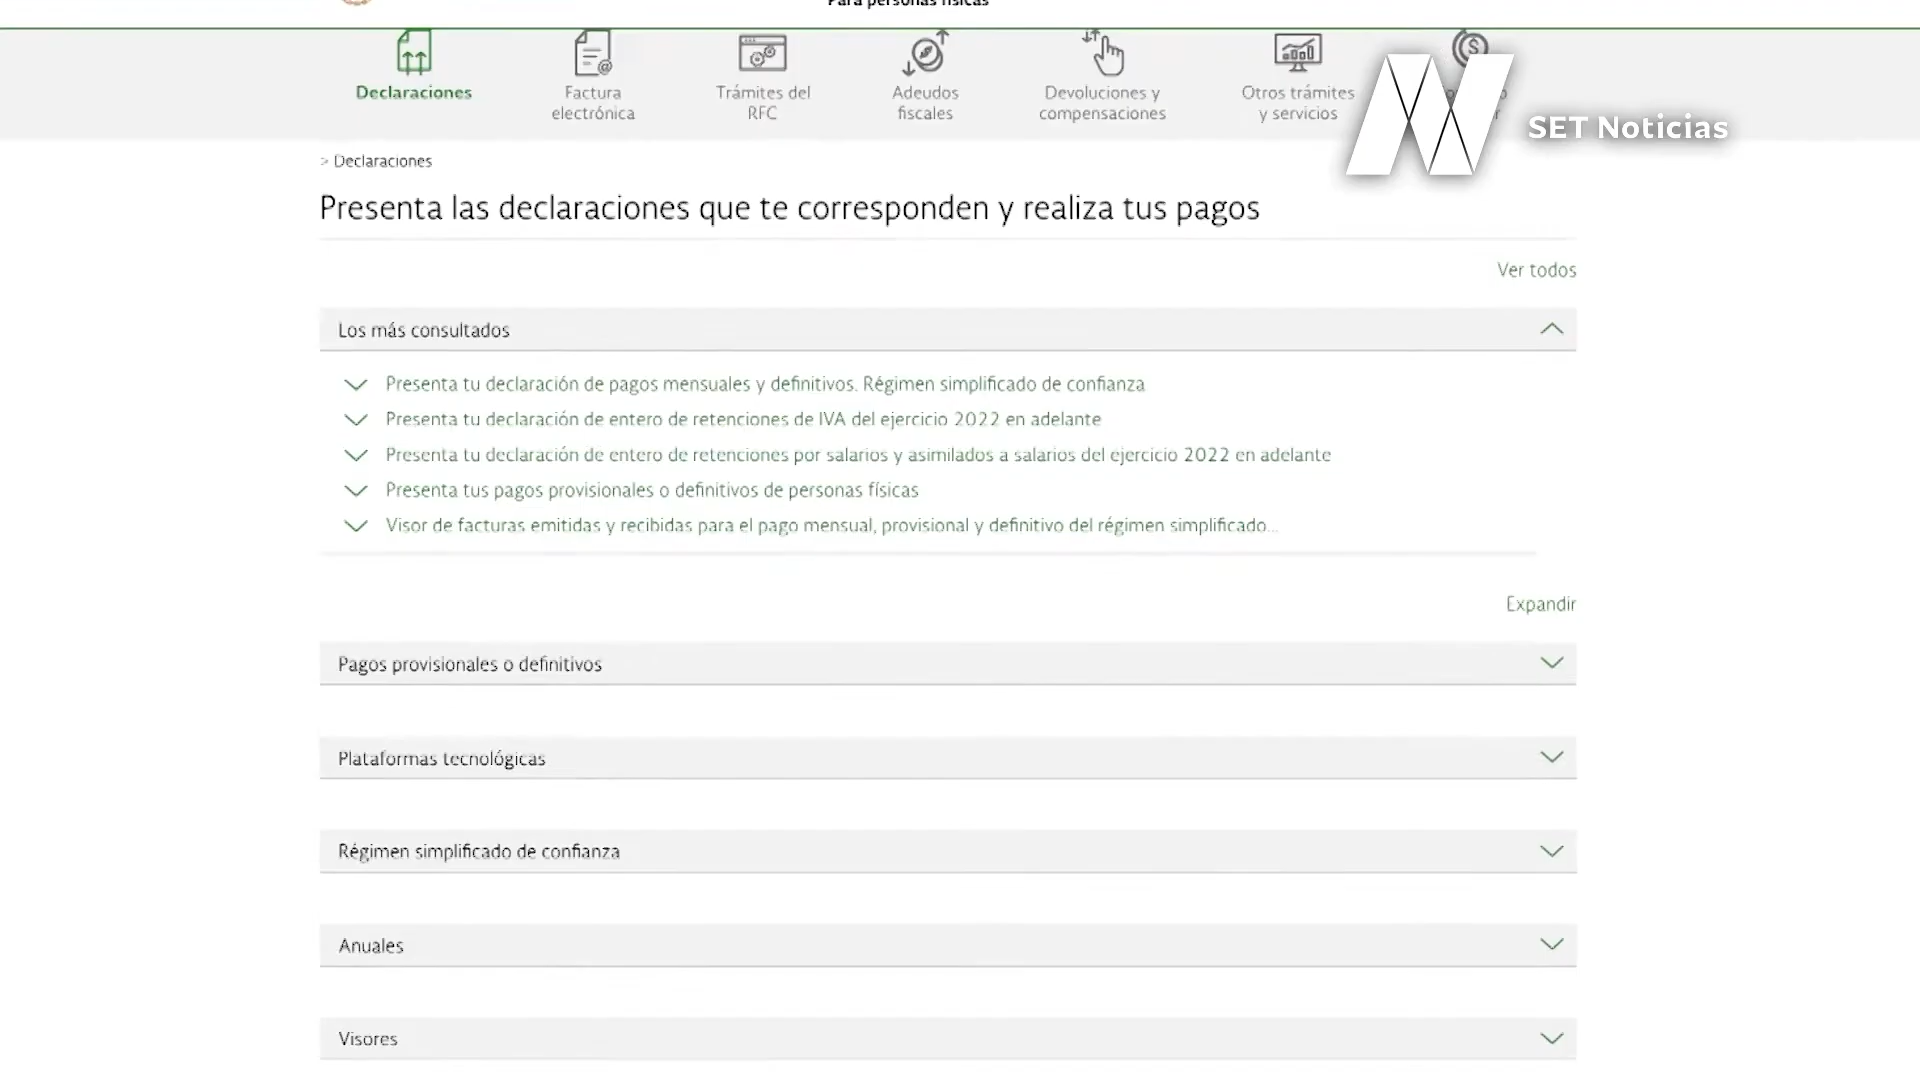 Para personas físicas
Declaraciones
Factura
electrónica
Trámites del
RFC
Adeudos
fiscales
Devoluciones y
compensaciones
Otros trámites
y servicios
SET Noticias
> Declaraciones
Presenta las declaraciones que te corresponden y realiza tus pagos
Ver todos
Los más consultados
Presenta tu declaración de pagos mensuales y definitivos. Régimen simplificado de confianza
Presenta tu declaración de entero de retenciones de IVA del ejercicio 2022 en adelante
Presenta tu declaración de entero de retenciones por salarios y asimilados a salarios del ejercicio 2022 en adelante
Presenta tus pagos provisionales o definitivos de personas físicas
Visor de facturas emitidas y recibidas para el pago mensual, provisional y definitivo del régimen simplificado...
Expandir
Pagos provisionales o definitivos
Plataformas tecnológicas
Régimen simplificado de confianza
Anuales
Visores